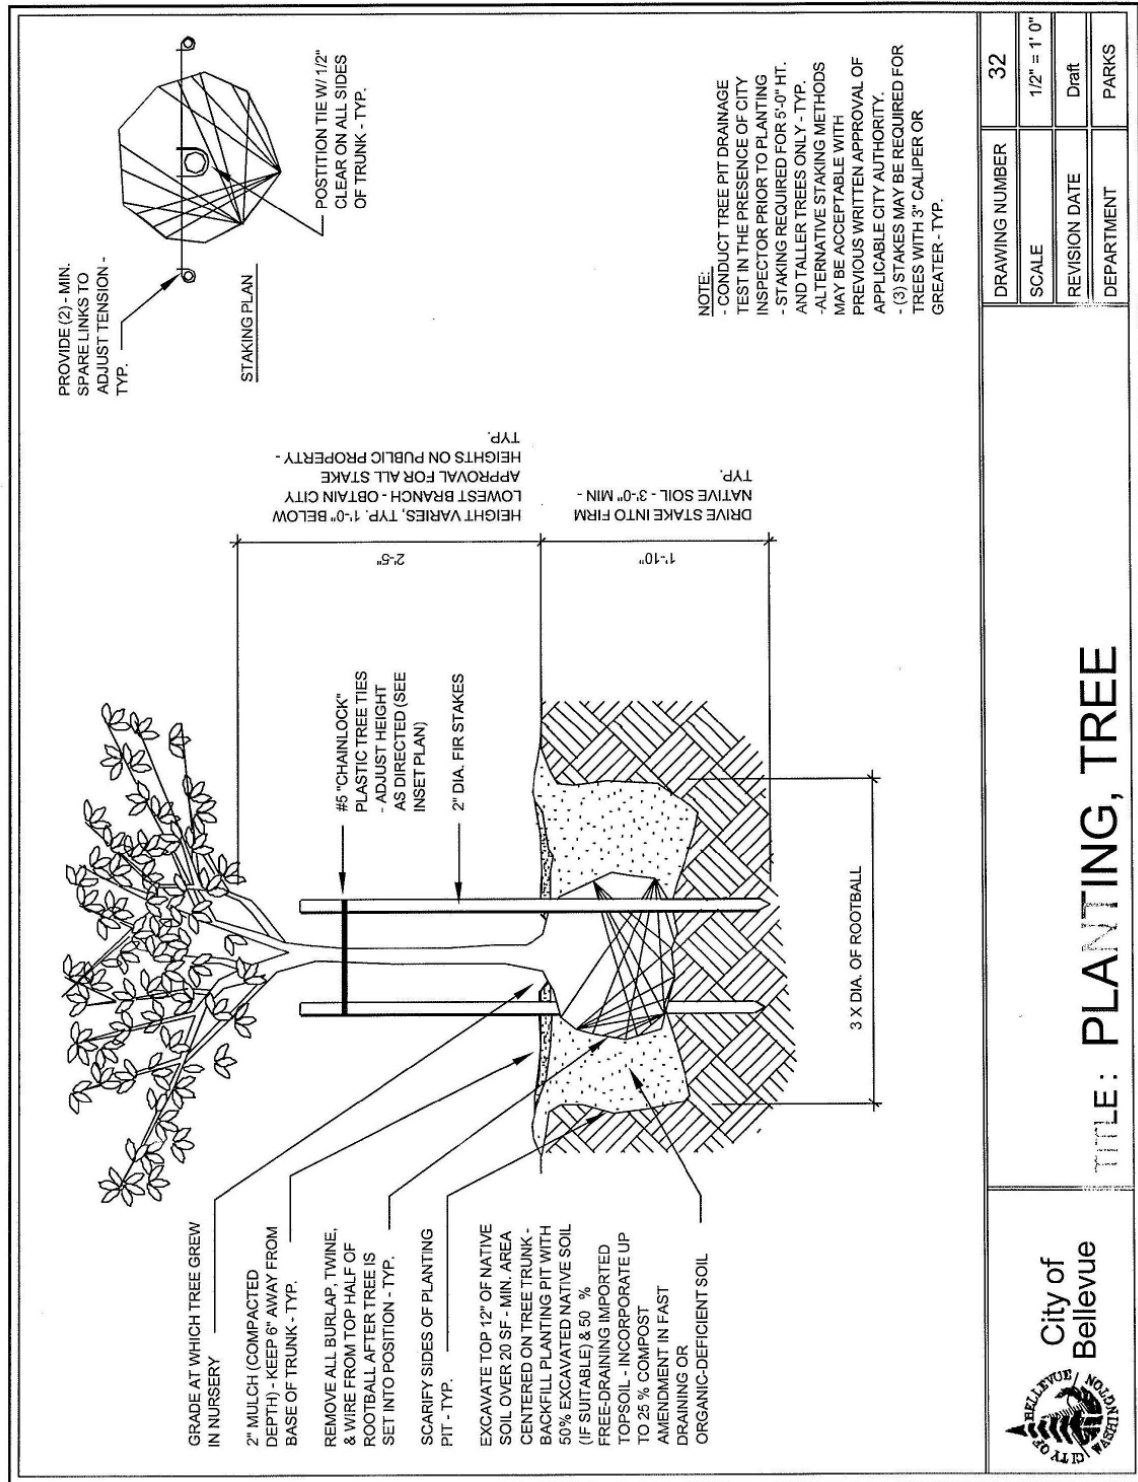 GRADE AT WHICH TREE GREW
IN NURSERY
2" MULCH (COMPACTED
DEPTH) - KEEP 6" AWAY FROM
BASE OF TRUNK - TYP.
REMOVE ALL BURLAP, TWINE,
& WIRE FROM TOP HALF OF
ROOTBALL AFTER TREE IS
SET INTO POSITION - TYP.
SCARIFY SIDES OF PLANTING
PIT - TYP.
EXCAVATE TOP 12" OF NATIVE
SOIL OVER 20 SF - MIN. AREA
CENTERED ON TREE TRUNK -
BACKFILL PLANTING PIT WITH
50% EXCAVATED NATIVE SOIL
(IF SUITABLE) & 50 %
FREE-DRAINING IMPORTED
TOPSOIL - INCORPORATE UP
TO 25 % COMPOST
AMENDMENT IN FAST
DRAINING OR
ORGANIC-DEFICIENT SOIL
#5 "CHAINLOCK"
PLASTIC TREE TIES
- ADJUST HEIGHT
AS DIRECTED (SEE
INSET PLAN)
2" DIA. FIR STAKES
3 X DIA. OF ROOTBALL
2'-5"
HEIGHT VARIES, TYP. 1'-0" BELOW
LOWEST BRANCH - OBTAIN CITY
APPROVAL FOR ALL STAKE
HEIGHTS ON PUBLIC PROPERTY -
TYP.
1'-10"
DRIVE STAKE INTO FIRM
NATIVE SOIL - 3'-0" MIN -
TYP.
PROVIDE (2) - MIN.
SPARE LINKS TO
ADJUST TENSION -
TYP.
POSTITION TIE W/ 1/2"
CLEAR ON ALL SIDES
OF TRUNK - TYP.
STAKING PLAN
NOTE:
- CONDUCT TREE PIT DRAINAGE
TEST IN THE PRESENCE OF CITY
INSPECTOR PRIOR TO PLANTING
- STAKING REQUIRED FOR 5'-0" HT.
AND TALLER TREES ONLY - TYP.
-ALTERNATIVE STAKING METHODS
MAY BE ACCEPTABLE WITH
PREVIOUS WRITTEN APPROVAL OF
APPLICABLE CITY AUTHORITY.
- (3) STAKES MAY BE REQUIRED FOR
TREES WITH 3" CALIPER OR
GREATER - TYP.
CITY OF BELLEVUE
WASHINGTON
City of
Bellevue
TITLE: PLANTING, TREE
DRAWING NUMBER 32
SCALE 1/2" = 1' 0"
REVISION DATE Draft
DEPARTMENT PARKS